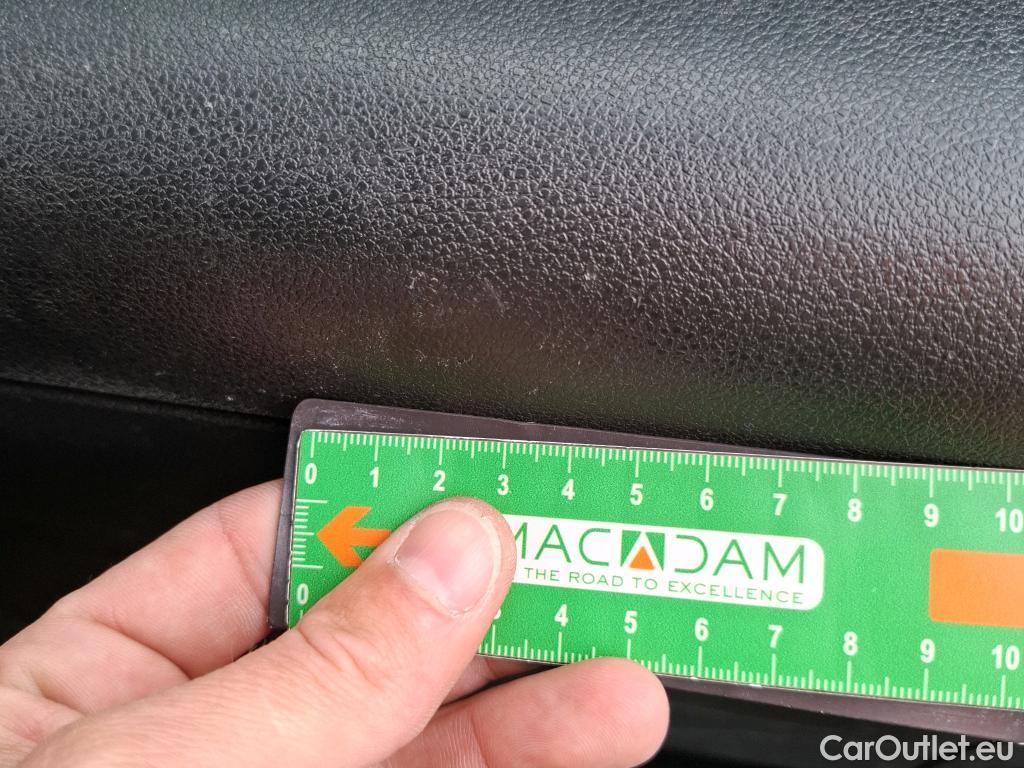 0 1 2 3 4 5 6 7 8 9 10
MACADAM
THE ROAD TO EXCELLENCE
0 3 4 5 6 7 8 9 10
CarOutlet.eu